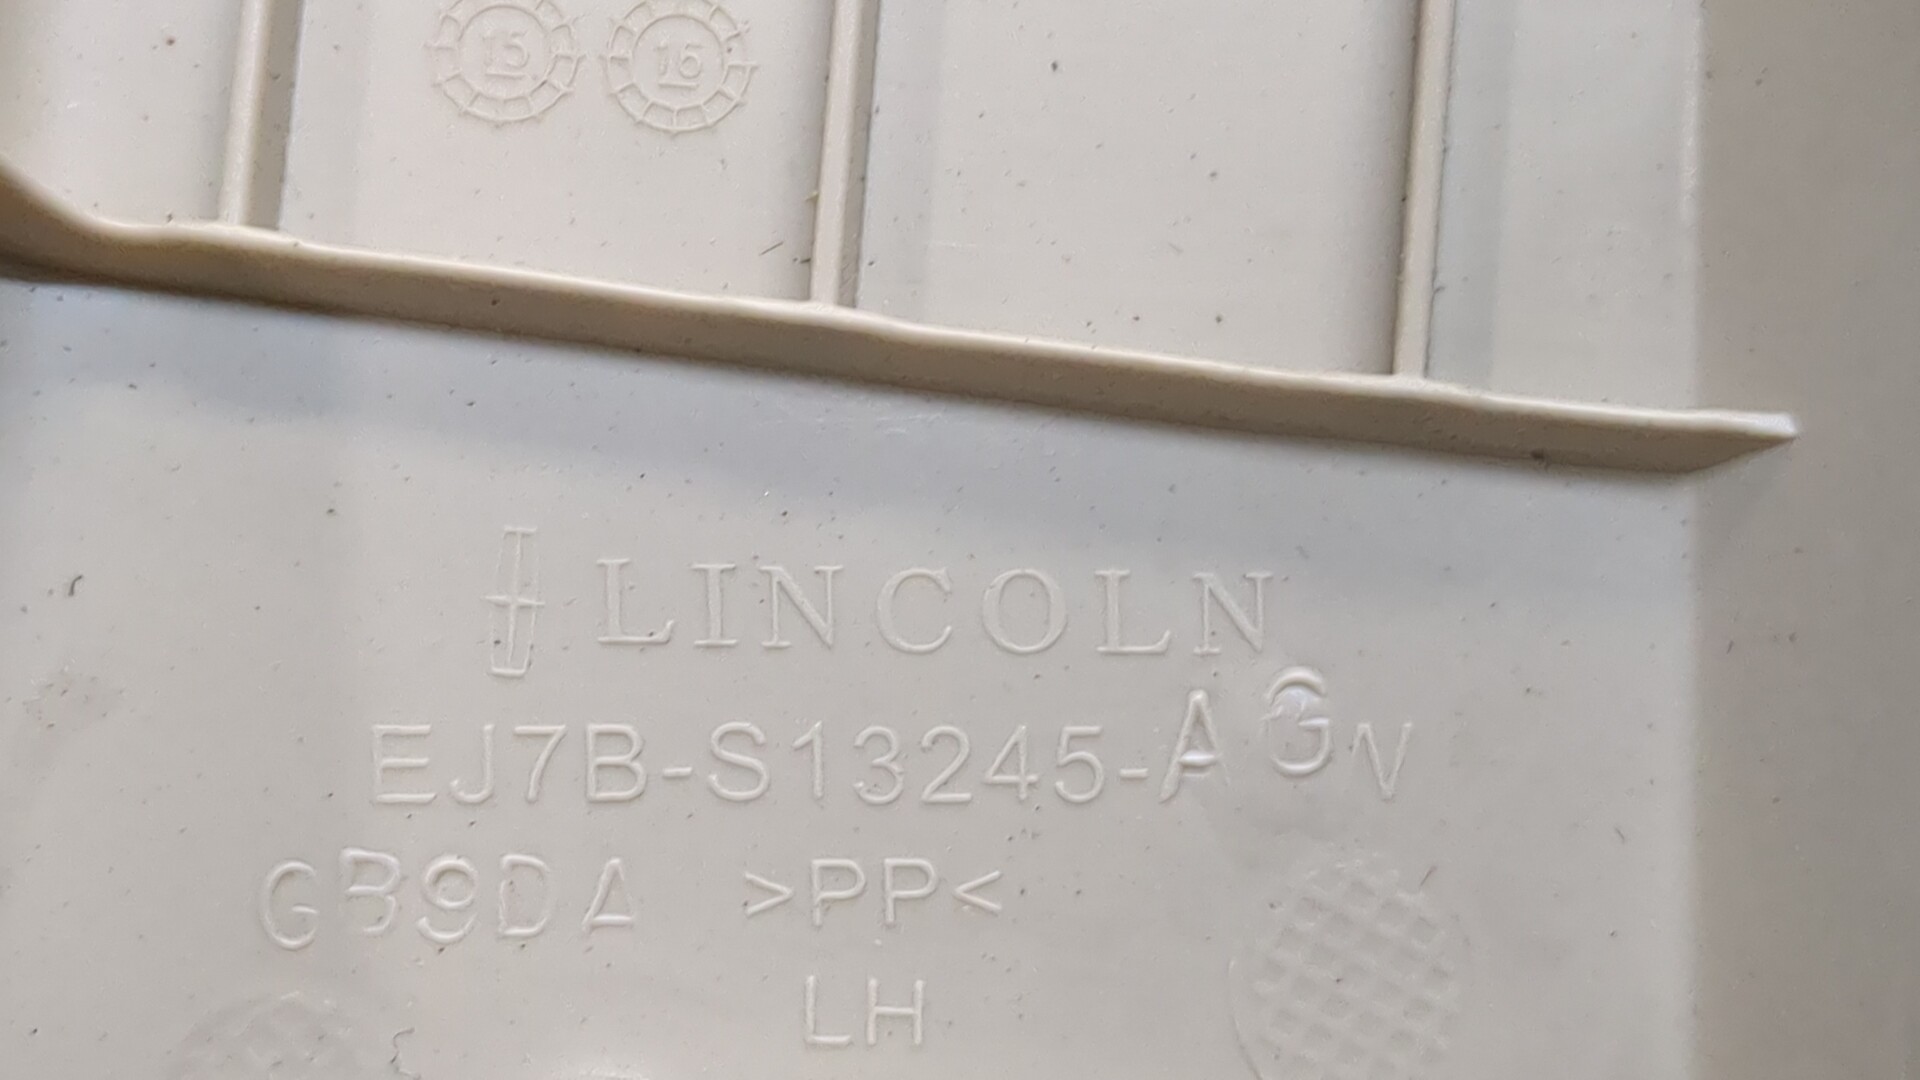 15 16
LINCOLN
EJ7B-S13245-AGW
GB9DA >PP<
LH